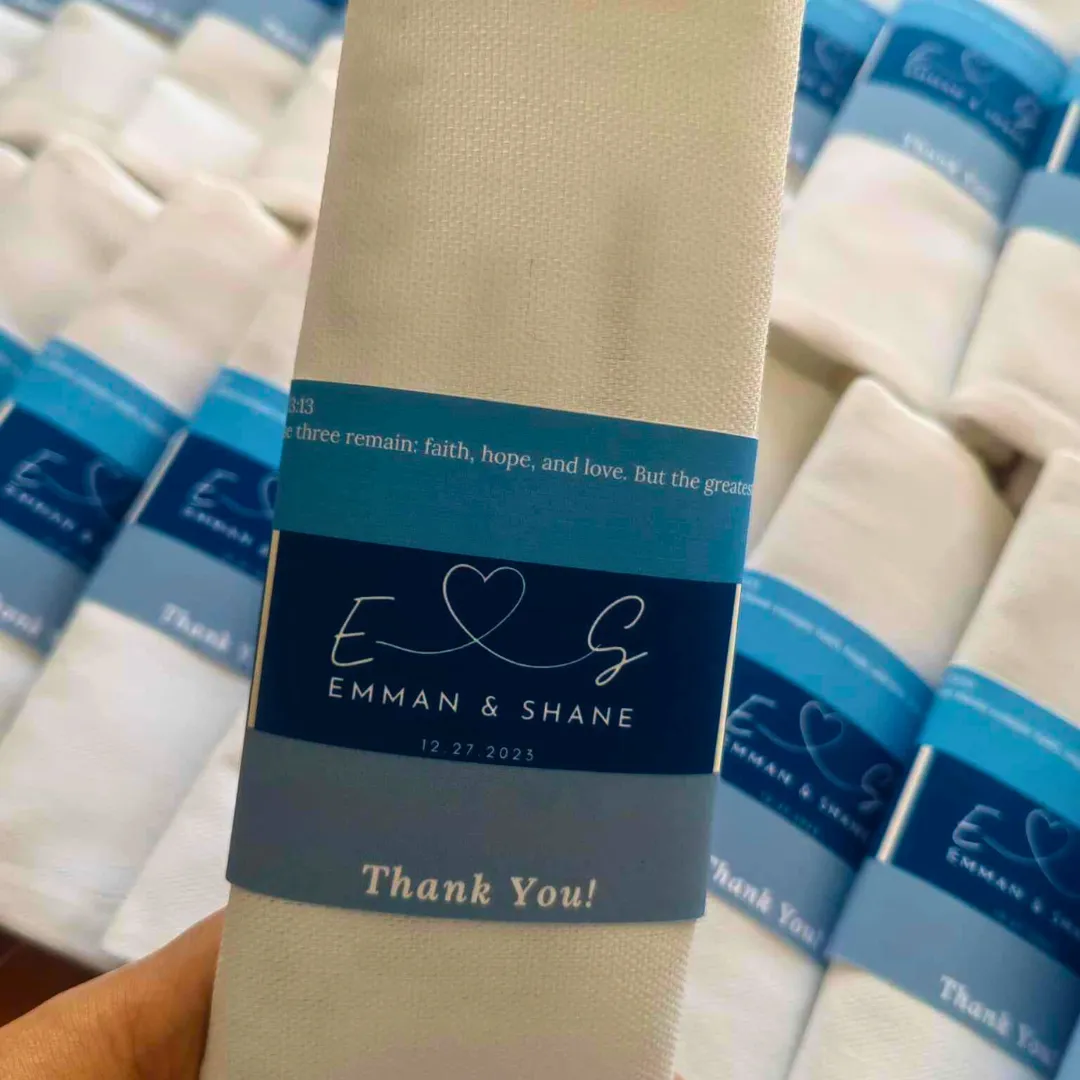 3:13
three remain: faith, hope, and love. But the greates
E S
EMMAN & SHANE
12.27.2023
Thank You!